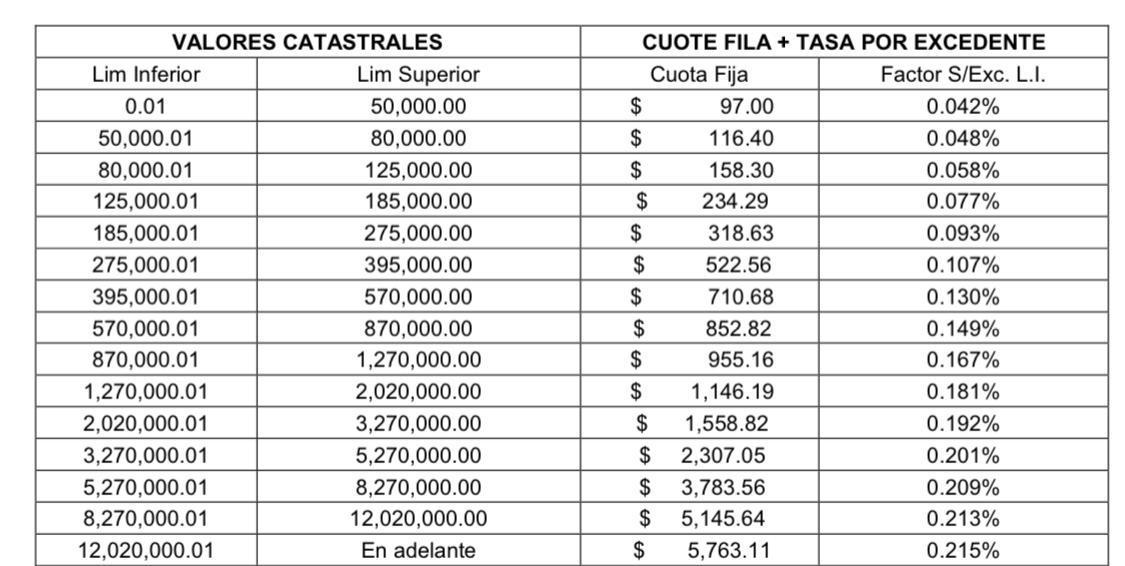 VALORES CATASTRALES CUOTE FILA + TASA POR EXCEDENTE
Lim Inferior Lim Superior Cuota Fija Factor S/Exc. L.I.
0.01 50,000.00 $ 97.00 0.042%
50,000.01 80,000.00 $ 116.40 0.048%
80,000.01 125,000.00 $ 158.30 0.058%
125,000.01 185,000.00 $ 234.29 0.077%
185,000.01 275,000.00 $ 318.63 0.093%
275,000.01 395,000.00 $ 522.56 0.107%
395,000.01 570,000.00 $ 710.68 0.130%
570,000.01 870,000.00 $ 852.82 0.149%
870,000.01 1,270,000.00 $ 955.16 0.167%
1,270,000.01 2,020,000.00 $ 1,146.19 0.181%
2,020,000.01 3,270,000.00 $ 1,558.82 0.192%
3,270,000.01 5,270,000.00 $ 2,307.05 0.201%
5,270,000.01 8,270,000.00 $ 3,783.56 0.209%
8,270,000.01 12,020,000.00 $ 5,145.64 0.213%
12,020,000.01 En adelante $ 5,763.11 0.215%